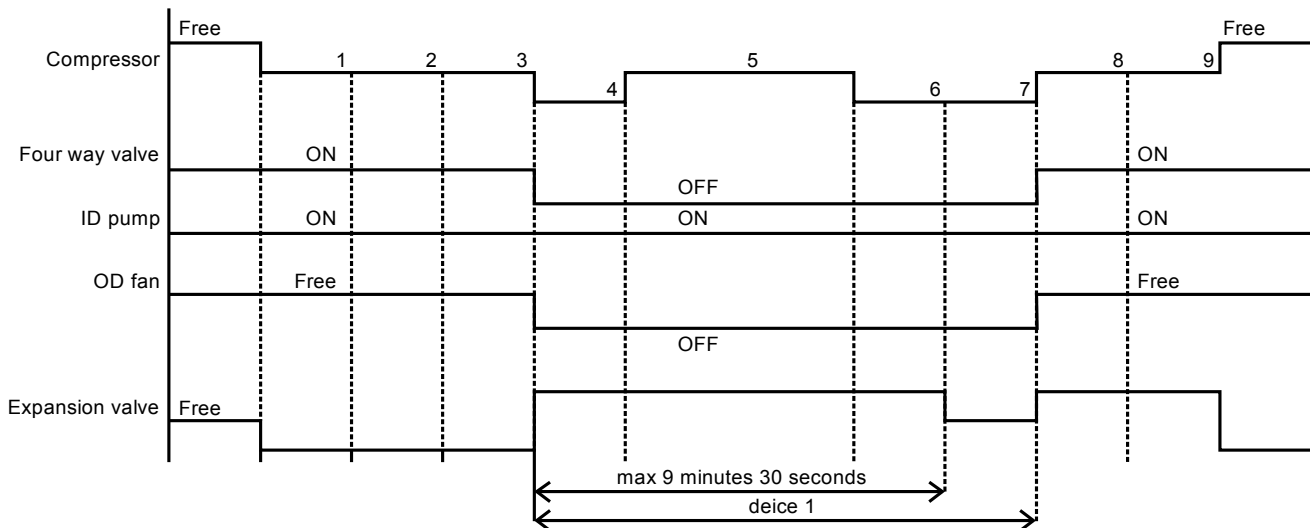 Free Free
Compressor 1 2 3 4 5 6 7 8 9
Four way valve ON OFF ON
ID pump ON ON ON
OD fan Free OFF Free
Expansion valve Free
max 9 minutes 30 seconds
deice 1